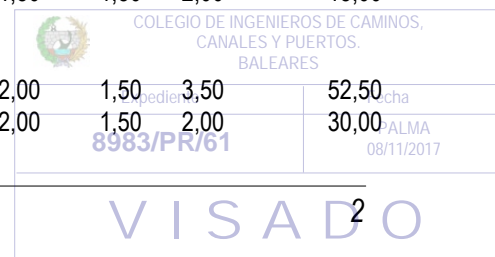 COLEGIO DE INGENIEROS DE CAMINOS,
CANALES Y PUERTOS.
BALEARES
2,00 1,50 3,50 52,50
Expediente Fecha
2,00 1,50 2,00 30,00
8983/PR/61 PALMA
08/11/2017
2
VISADO